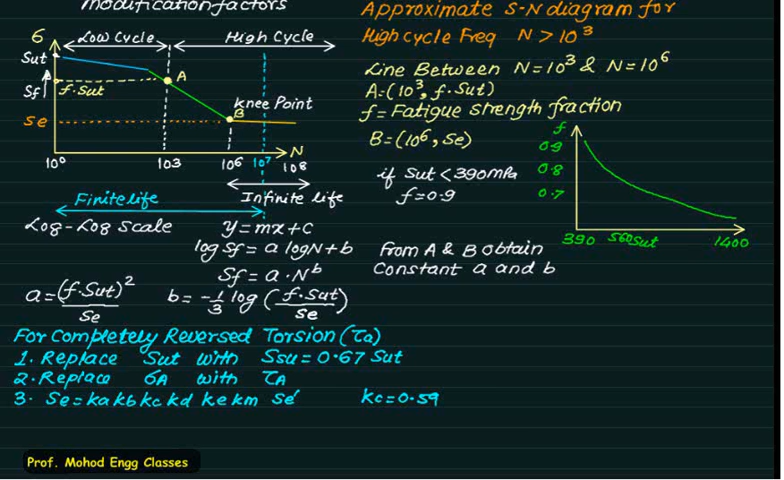 modification factors
Approximate S-N diagram for
High Cycle Freq N > 10³
б
Low Cycle
High Cycle
Sut
A
f.Sut
A
Sf
Knee Point
B
Se
N
10⁰
10³
10⁶
10⁷
10⁸
Line Between N=10³ & N=10⁶
A=(10³, f.Sut)
f = Fatigue strength fraction
B=(10⁶, Se)
if Sut < 390mPa
f=0.9
f
0.9
0.8
0.7
390
560
Sut
1400
Finite life
Infinite life
Log-Log Scale
y=mx+c
log Sf = a logN + b
Sf = a·N^b
From A & B obtain
Constant a and b
a = (f.Sut)² / Se
b = -1/3 log (f.Sut / Se)
For Completely Reversed Torsion (τa)
1. Replace Sut with Ssu = 0.67 Sut
2. Replace σA with τA
3. Se = ka kb kc kd ke km Se'
kc=0.59
Prof. Mohod Engg Classes